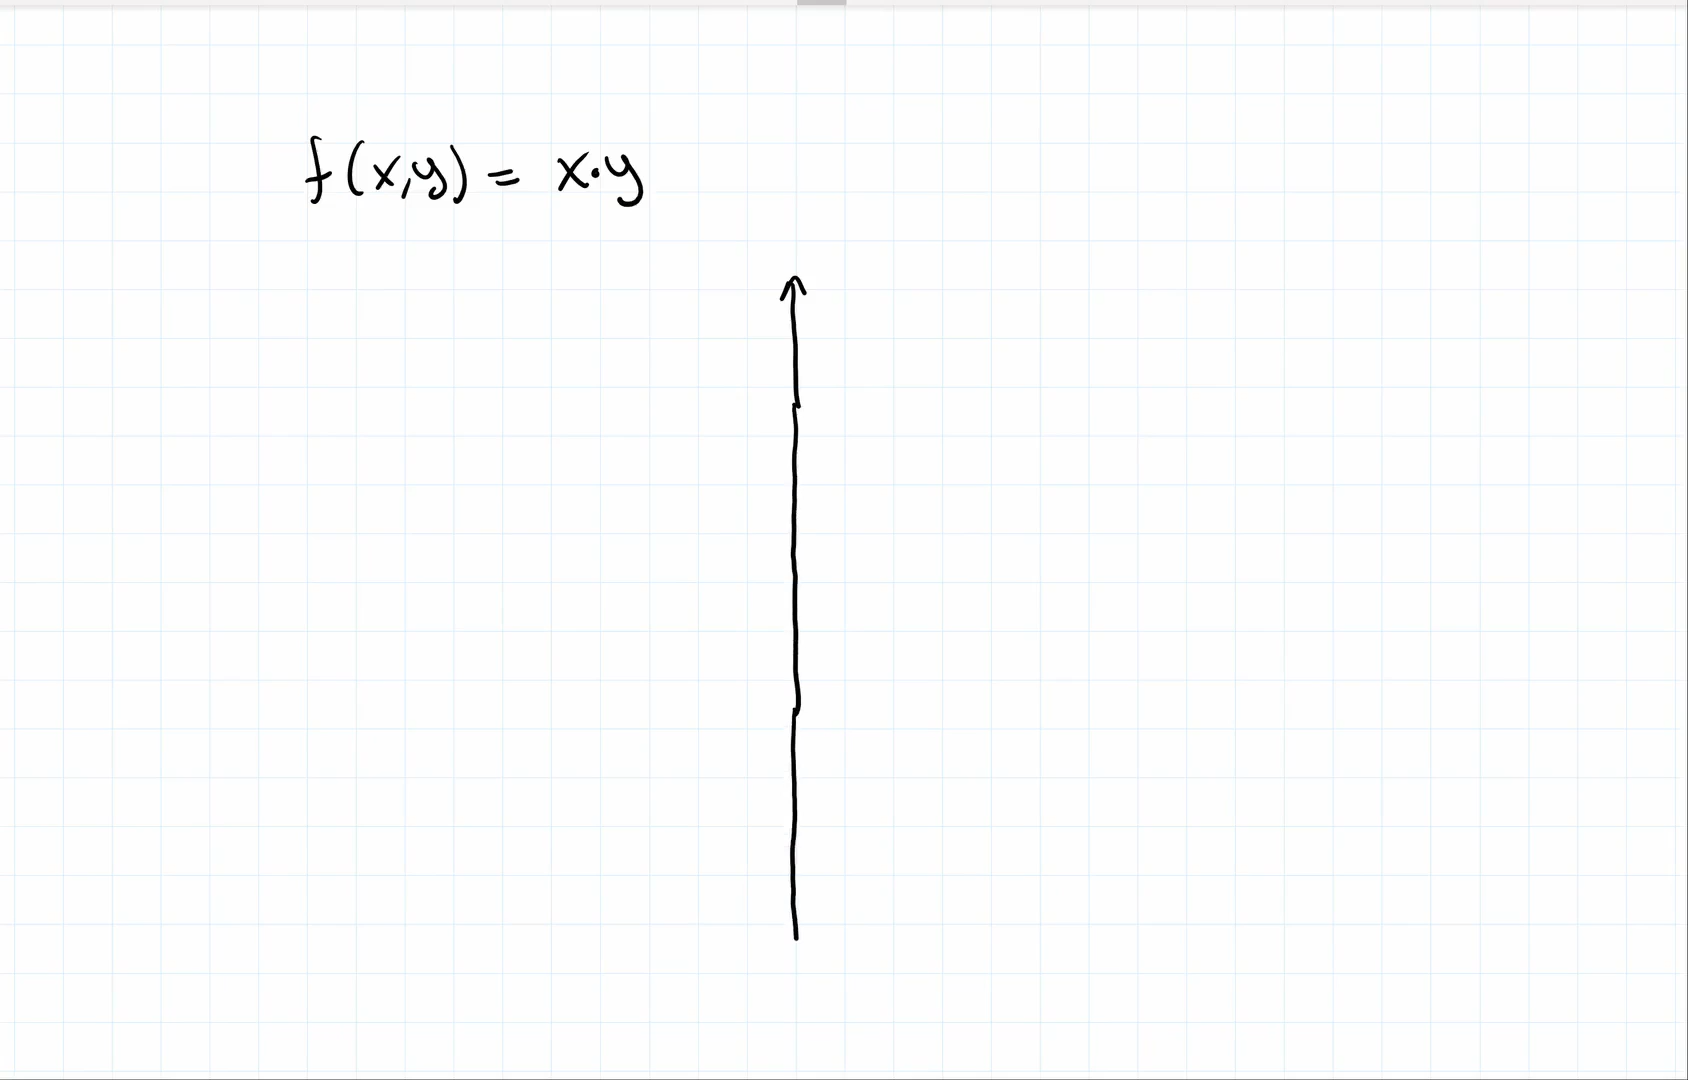 f(x,y) = x·y